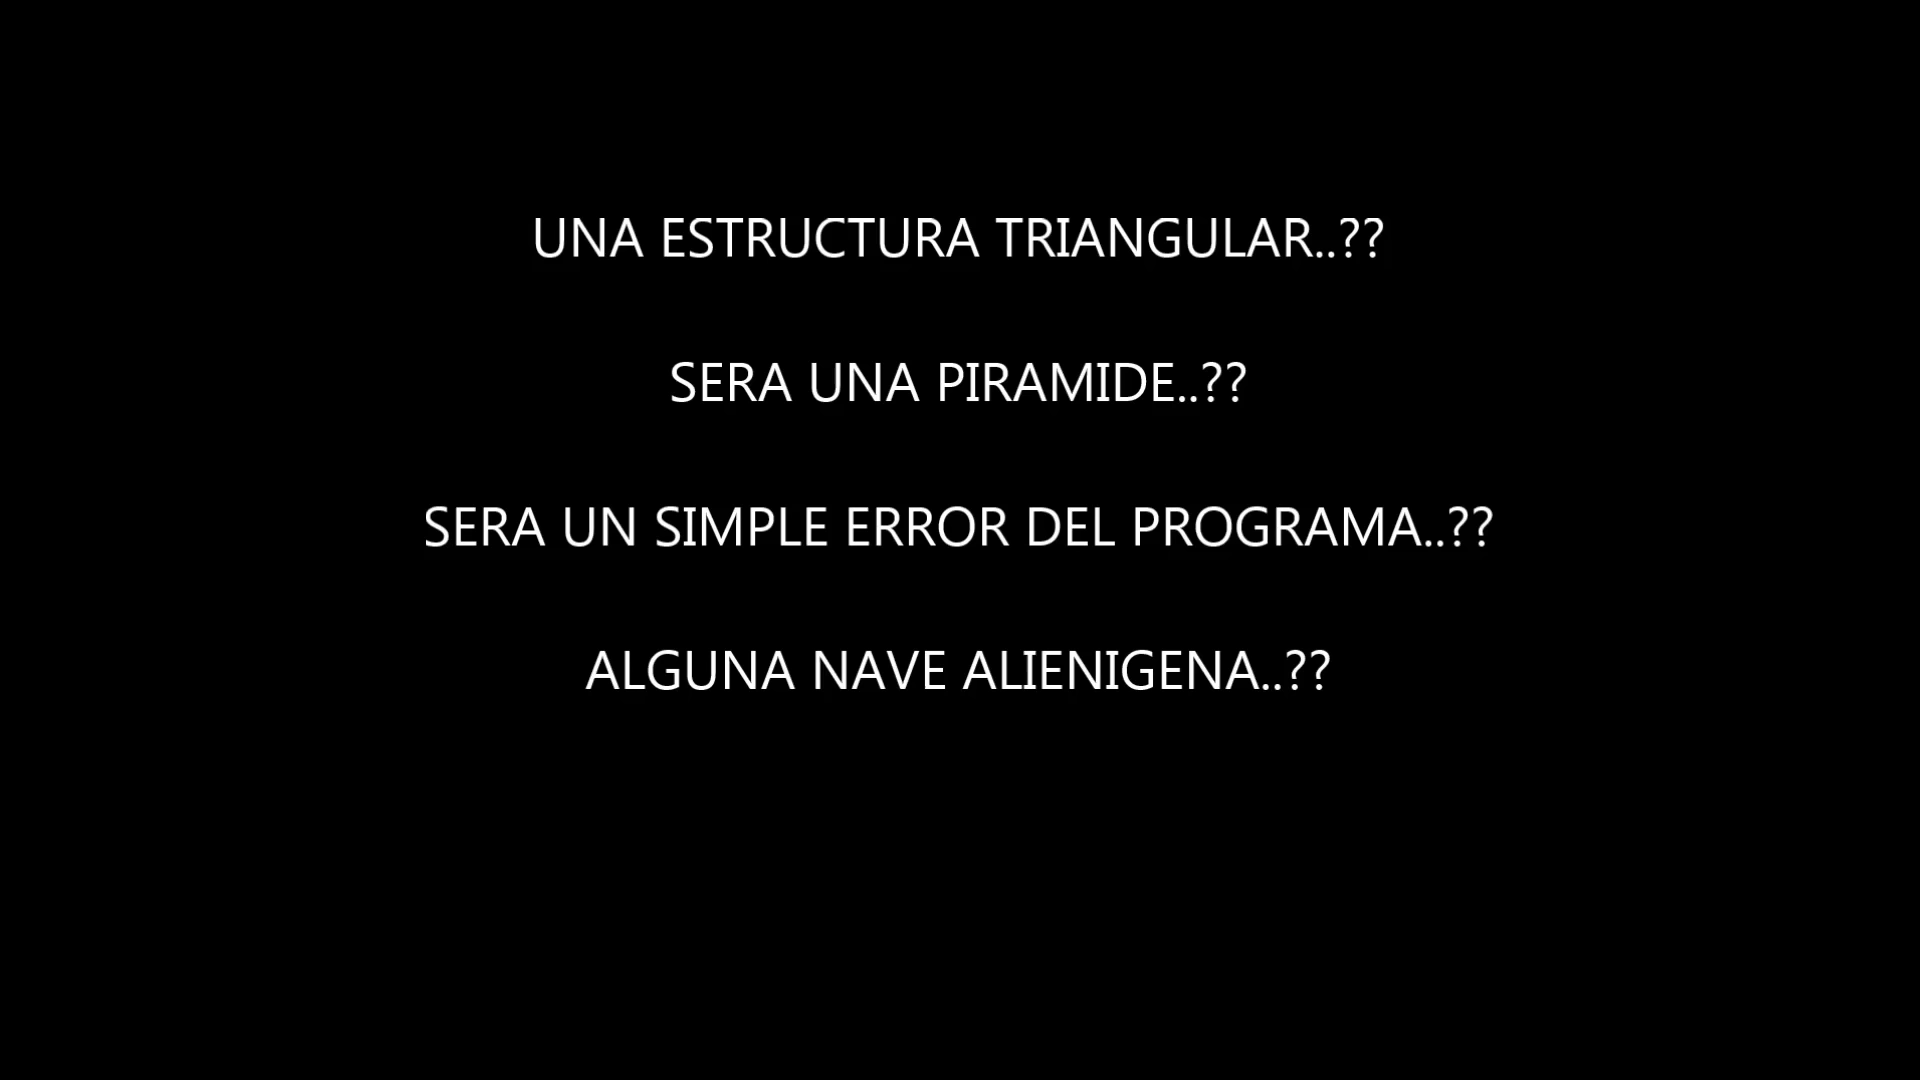 UNA ESTRUCTURA TRIANGULAR..??
SERA UNA PIRAMIDE..??
SERA UN SIMPLE ERROR DEL PROGRAMA..??
ALGUNA NAVE ALIENIGENA..??